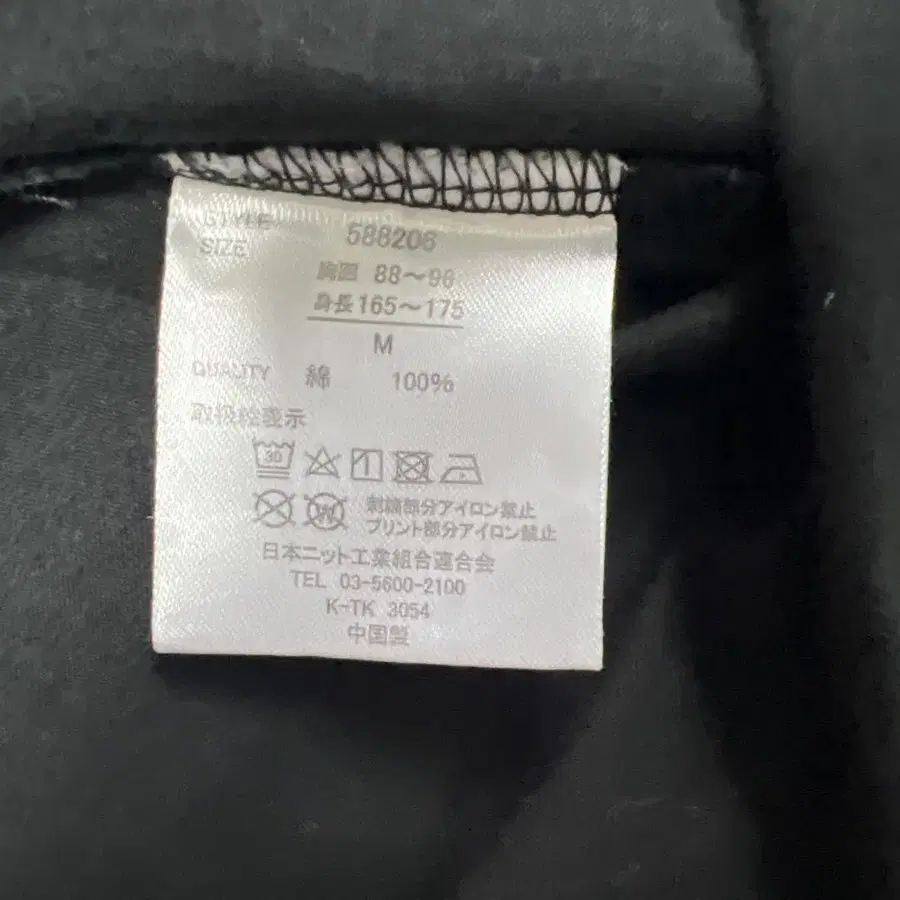 STYLE 588206
SIZE
胸囲 88～96
身長 165～175
M
QUALITY 綿 100%
取扱絵表示
30
刺繍部分アイロン禁止
W プリント部分アイロン禁止
日本ニット工業組合連合会
TEL 03-5600-2100
K-TK 3054
中国製